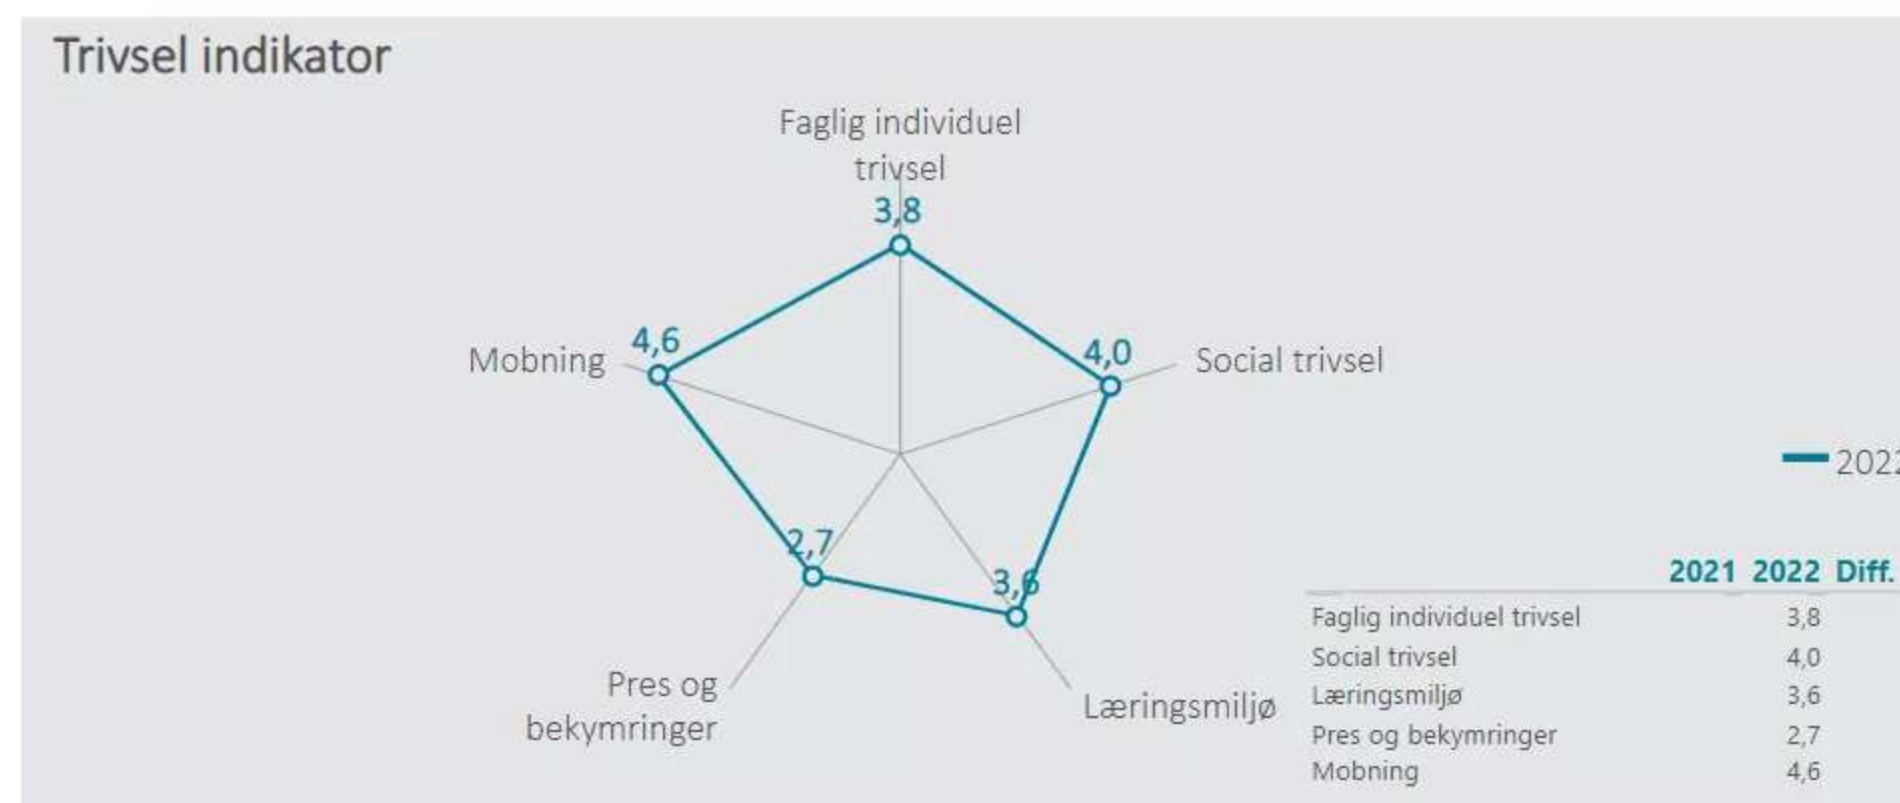 Trivsel indikator
Faglig individuel
trivsel
3,8
4,6
Mobning
4,0
Social trivsel
2022
2,7
3,6
Pres og
bekymringer
Læringsmiljø
2021 2022 Diff.
Faglig individuel trivsel 3,8
Social trivsel 4,0
Læringsmiljø 3,6
Pres og bekymringer 2,7
Mobning 4,6